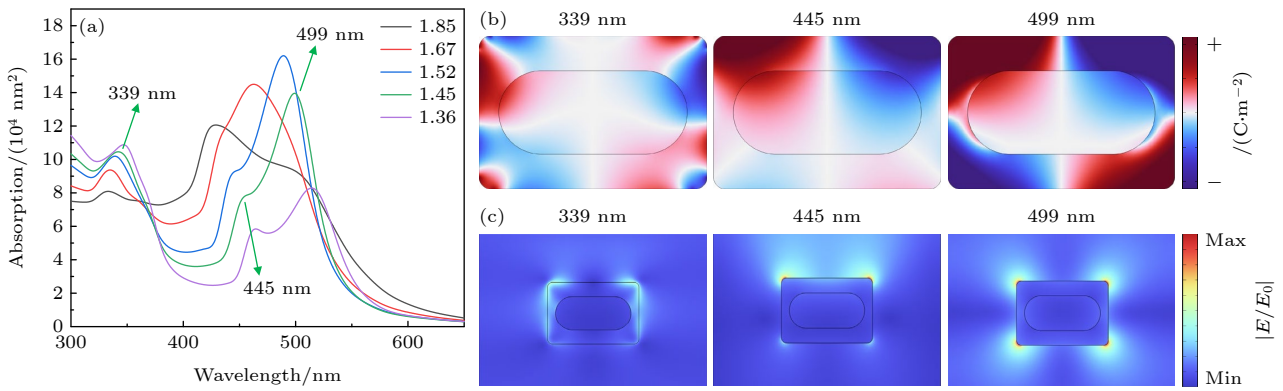 (a)
Absorption/(10⁴ nm²)
18
16
14
12
10
8
6
4
2
0
300
400
500
600
Wavelength/nm
339 nm
499 nm
445 nm
1.85
1.67
1.52
1.45
1.36
(b)
339 nm
445 nm
499 nm
+
−
/(C·m⁻²)
(c)
339 nm
445 nm
499 nm
Max
Min
|E/E₀|